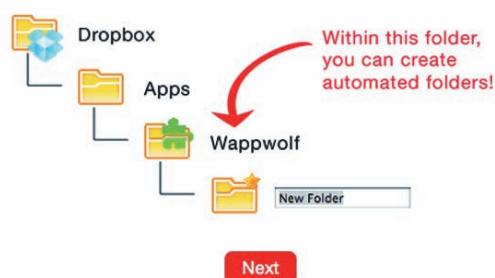 Dropbox
Within this folder,
you can create
automated folders!
Apps
Wappwolf
New Folder
Next